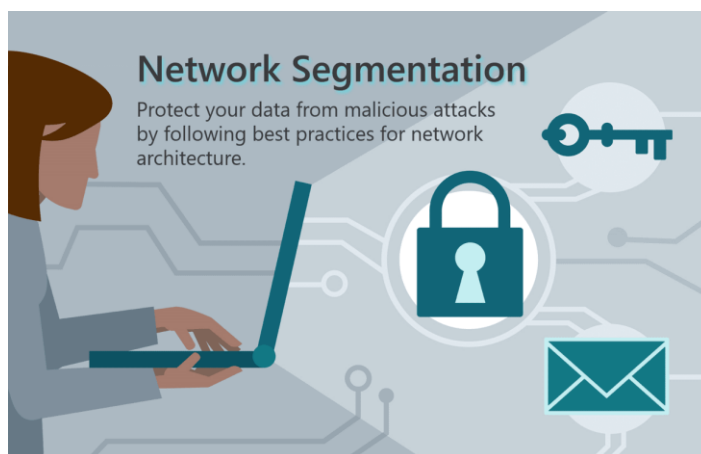 Network Segmentation
Protect your data from malicious attacks
by following best practices for network
architecture.